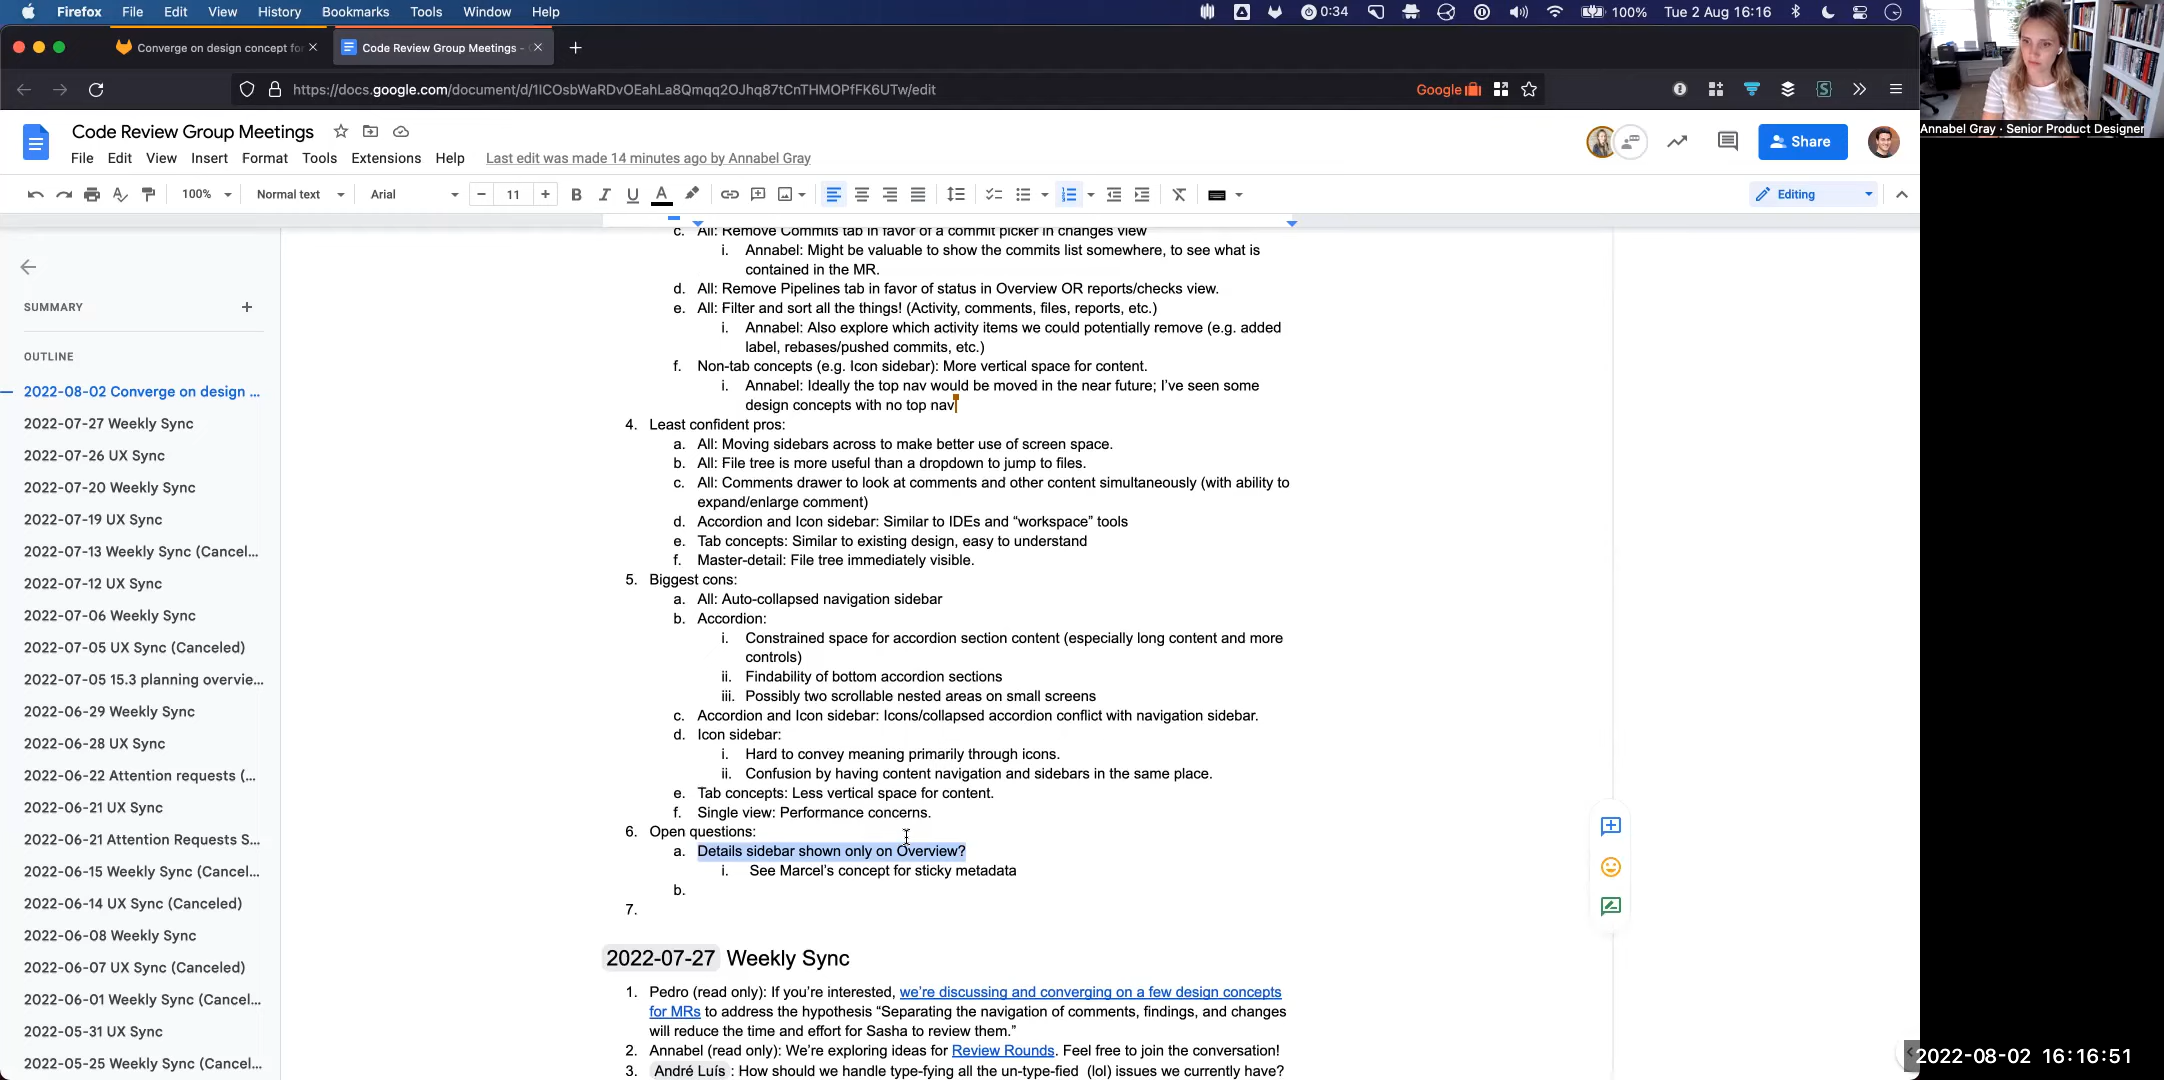 Firefox File Edit View History Bookmarks Tools Window Help 0:34 100% Tue 2 Aug 16:16
Converge on design concept for
Code Review Group Meetings -
https://docs.google.com/document/d/1ICOsbWaRDvOEahLa8Qmqq2OJhq87tCnTHMOPfFK6UTw/edit
Google
Annabel Gray · Senior Product Designer
Code Review Group Meetings
File Edit View Insert Format Tools Extensions Help Last edit was made 14 minutes ago by Annabel Gray
Share
100% Normal text Arial 11 Editing
SUMMARY
OUTLINE
2022-08-02 Converge on design ...
2022-07-27 Weekly Sync
2022-07-26 UX Sync
2022-07-20 Weekly Sync
2022-07-19 UX Sync
2022-07-13 Weekly Sync (Cancel...
2022-07-12 UX Sync
2022-07-06 Weekly Sync
2022-07-05 UX Sync (Canceled)
2022-07-05 15.3 planning overvie...
2022-06-29 Weekly Sync
2022-06-28 UX Sync
2022-06-22 Attention requests (...
2022-06-21 UX Sync
2022-06-21 Attention Requests S...
2022-06-15 Weekly Sync (Cancel...
2022-06-14 UX Sync (Canceled)
2022-06-08 Weekly Sync
2022-06-07 UX Sync (Canceled)
2022-06-01 Weekly Sync (Cancel...
2022-05-31 UX Sync
2022-05-25 Weekly Sync (Cancel...
c. All: Remove Commits tab in favor of a commit picker in changes view
i. Annabel: Might be valuable to show the commits list somewhere, to see what is
contained in the MR.
d. All: Remove Pipelines tab in favor of status in Overview OR reports/checks view.
e. All: Filter and sort all the things! (Activity, comments, files, reports, etc.)
i. Annabel: Also explore which activity items we could potentially remove (e.g. added
label, rebases/pushed commits, etc.)
f. Non-tab concepts (e.g. Icon sidebar): More vertical space for content.
i. Annabel: Ideally the top nav would be moved in the near future; I've seen some
design concepts with no top nav
4. Least confident pros:
a. All: Moving sidebars across to make better use of screen space.
b. All: File tree is more useful than a dropdown to jump to files.
c. All: Comments drawer to look at comments and other content simultaneously (with ability to
expand/enlarge comment)
d. Accordion and Icon sidebar: Similar to IDEs and “workspace” tools
e. Tab concepts: Similar to existing design, easy to understand
f. Master-detail: File tree immediately visible.
5. Biggest cons:
a. All: Auto-collapsed navigation sidebar
b. Accordion:
i. Constrained space for accordion section content (especially long content and more
controls)
ii. Findability of bottom accordion sections
iii. Possibly two scrollable nested areas on small screens
c. Accordion and Icon sidebar: Icons/collapsed accordion conflict with navigation sidebar.
d. Icon sidebar:
i. Hard to convey meaning primarily through icons.
ii. Confusion by having content navigation and sidebars in the same place.
e. Tab concepts: Less vertical space for content.
f. Single view: Performance concerns.
6. Open questions:
a. Details sidebar shown only on Overview?
i. See Marcel's concept for sticky metadata
b.
7.
2022-07-27 Weekly Sync
1. Pedro (read only): If you're interested, we're discussing and converging on a few design concepts
for MRs to address the hypothesis “Separating the navigation of comments, findings, and changes
will reduce the time and effort for Sasha to review them.”
2. Annabel (read only): We're exploring ideas for Review Rounds. Feel free to join the conversation!
3. André Luís : How should we handle type-fying all the un-type-fied (lol) issues we currently have?
2022-08-02 16:16:51